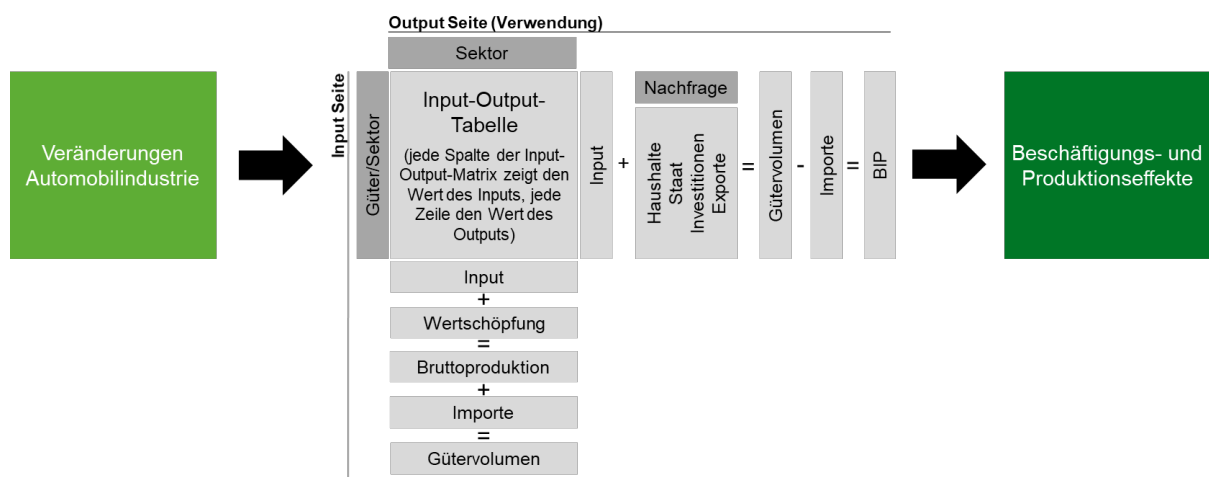 Output Seite (Verwendung)
Sektor
Input Seite
Güter/Sektor
Veränderungen
Automobilindustrie
Input-Output-
Tabelle
(jede Spalte der Input-
Output-Matrix zeigt den
Wert des Inputs, jede
Zeile den Wert des
Outputs)
Input
+
Nachfrage
Haushalte
Staat
Investitionen
Exporte
=
Gütervolumen
-
Importe
=
BIP
Beschäftigungs- und
Produktionseffekte
Input
+
Wertschöpfung
=
Bruttoproduktion
+
Importe
=
Gütervolumen